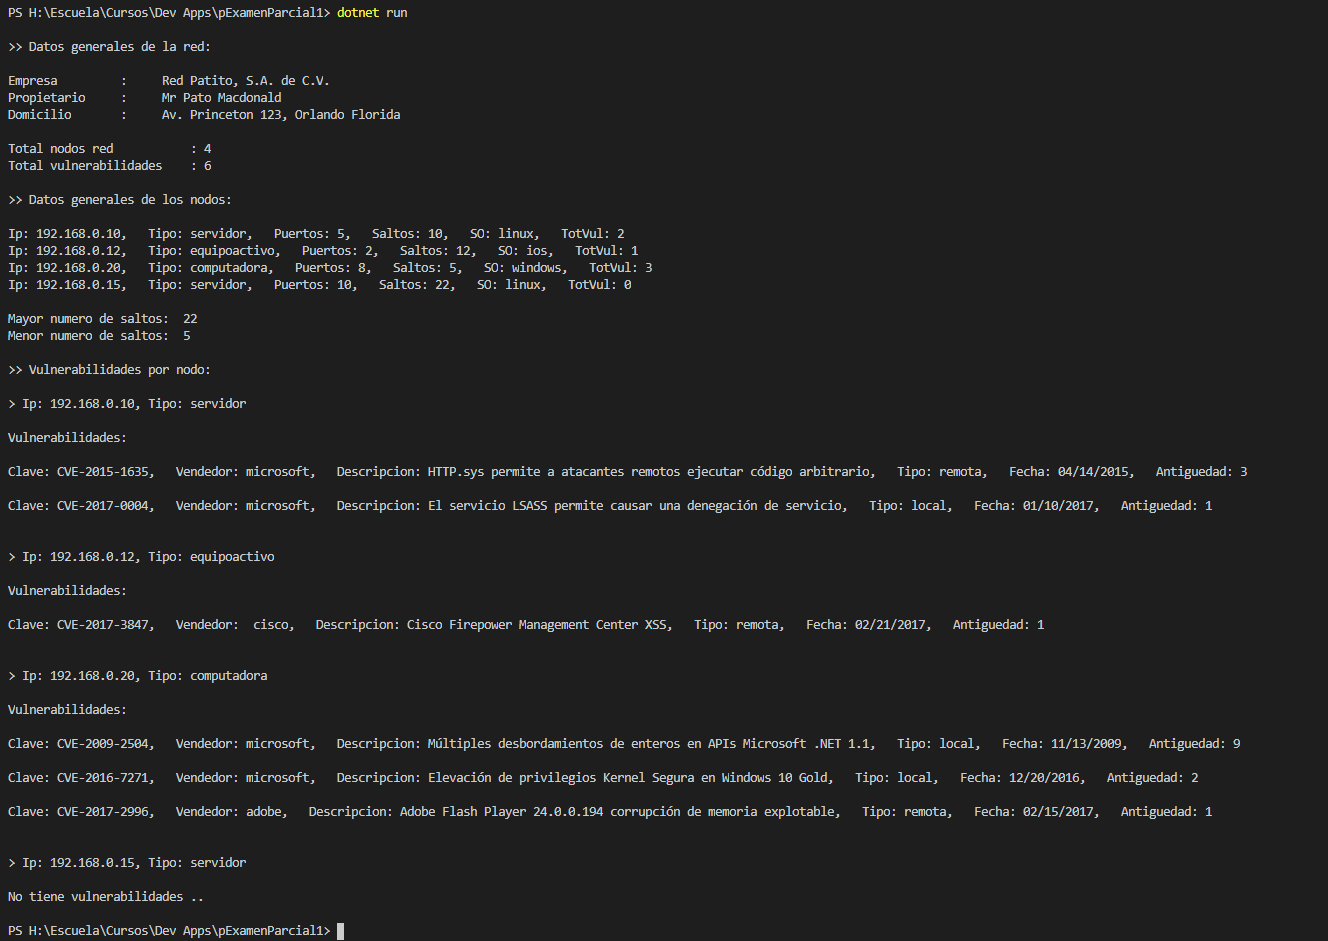 PS H:\Escuela\Cursos\Dev Apps\pExamenParcial1> dotnet run
>> Datos generales de la red:
Empresa        :     Red Patito, S.A. de C.V.
Propietario    :     Mr Pato Macdonald
Domicilio      :     Av. Princeton 123, Orlando Florida
Total nodos red          : 4
Total vulnerabilidades   : 6
>> Datos generales de los nodos:
Ip: 192.168.0.10,   Tipo: servidor,   Puertos: 5,   Saltos: 10,   SO: linux,   TotVul: 2
Ip: 192.168.0.12,   Tipo: equipoactivo,   Puertos: 2,   Saltos: 12,   SO: ios,   TotVul: 1
Ip: 192.168.0.20,   Tipo: computadora,   Puertos: 8,   Saltos: 5,   SO: windows,   TotVul: 3
Ip: 192.168.0.15,   Tipo: servidor,   Puertos: 10,   Saltos: 22,   SO: linux,   TotVul: 0
Mayor numero de saltos:  22
Menor numero de saltos:  5
>> Vulnerabilidades por nodo:
> Ip: 192.168.0.10, Tipo: servidor
Vulnerabilidades:
Clave: CVE-2015-1635,   Vendedor: microsoft,   Descripcion: HTTP.sys permite a atacantes remotos ejecutar código arbitrario,   Tipo: remota,   Fecha: 04/14/2015,   Antiguedad: 3
Clave: CVE-2017-0004,   Vendedor: microsoft,   Descripcion: El servicio LSASS permite causar una denegación de servicio,   Tipo: local,   Fecha: 01/10/2017,   Antiguedad: 1
> Ip: 192.168.0.12, Tipo: equipoactivo
Vulnerabilidades:
Clave: CVE-2017-3847,   Vendedor:  cisco,   Descripcion: Cisco Firepower Management Center XSS,   Tipo: remota,   Fecha: 02/21/2017,   Antiguedad: 1
> Ip: 192.168.0.20, Tipo: computadora
Vulnerabilidades:
Clave: CVE-2009-2504,   Vendedor: microsoft,   Descripcion: Múltiples desbordamientos de enteros en APIs Microsoft .NET 1.1,   Tipo: local,   Fecha: 11/13/2009,   Antiguedad: 9
Clave: CVE-2016-7271,   Vendedor: microsoft,   Descripcion: Elevación de privilegios Kernel Segura en Windows 10 Gold,   Tipo: local,   Fecha: 12/20/2016,   Antiguedad: 2
Clave: CVE-2017-2996,   Vendedor: adobe,   Descripcion: Adobe Flash Player 24.0.0.194 corrupción de memoria explotable,   Tipo: remota,   Fecha: 02/15/2017,   Antiguedad: 1
> Ip: 192.168.0.15, Tipo: servidor
No tiene vulnerabilidades ..
PS H:\Escuela\Cursos\Dev Apps\pExamenParcial1>